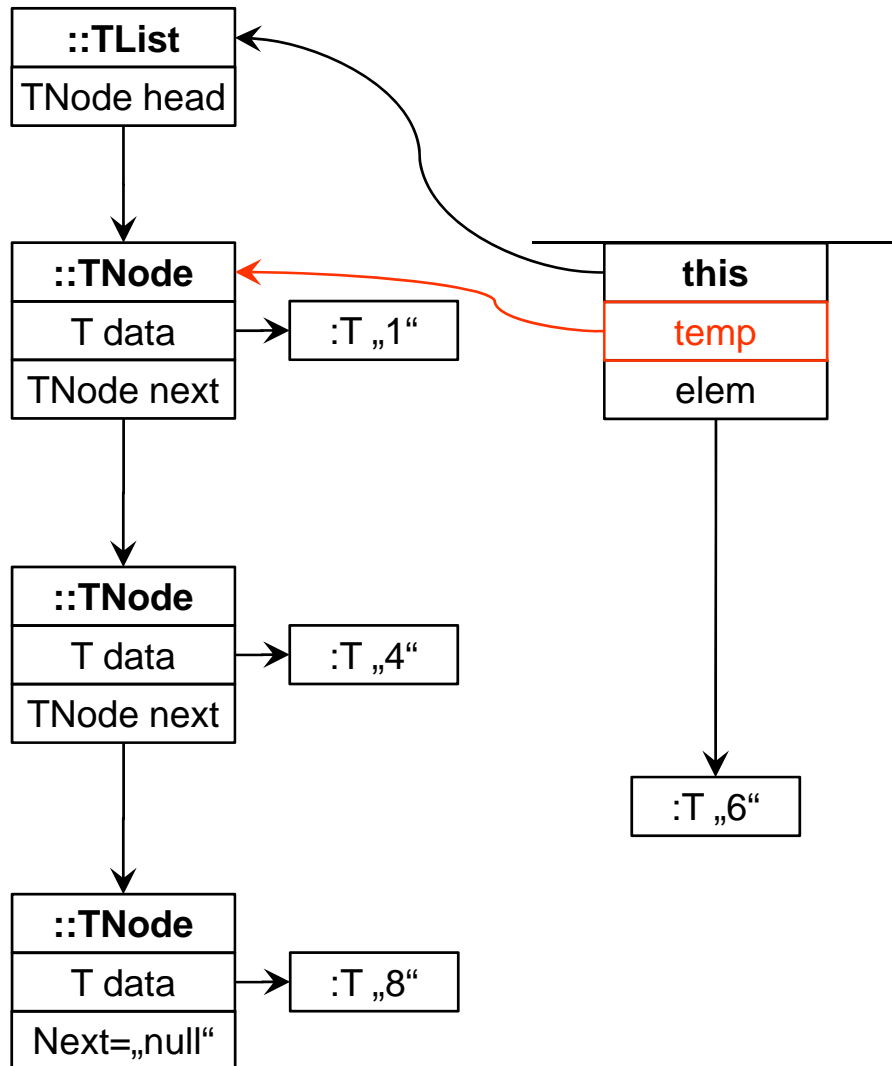 ::TList
TNode head
::TNode
T data
:T „1“
TNode next
this
temp
elem
::TNode
T data
:T „4“
TNode next
:T „6“
::TNode
T data
:T „8“
Next=„null“